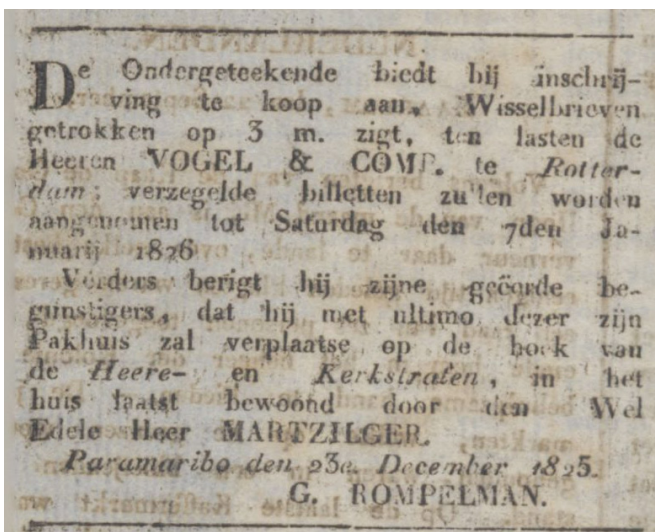 De Ondergeteekende biedt bij inschrij-
ving te koop aan, Wisselbrieven
getrokken op 3 m. zigt, ten lasten de
Heeren VOGEL & COMP. te Rotter-
dam; verzegelde billetten zullen worden
aangenomen tot Saturdag den 7den Ja-
nuarij 1826
Verders berigt hij zijne geëerde be-
gunstigers, dat hij met ultimo dezer zijn
Pakhuis zal verplaatse op de hoek van
de Heere- en Kerkstraten, in het
huis laatst bewoond door den Wel
Edele Heer MARTZILGER.
Paramaribo den 23e. December 1825.
G. ROMPELMAN.